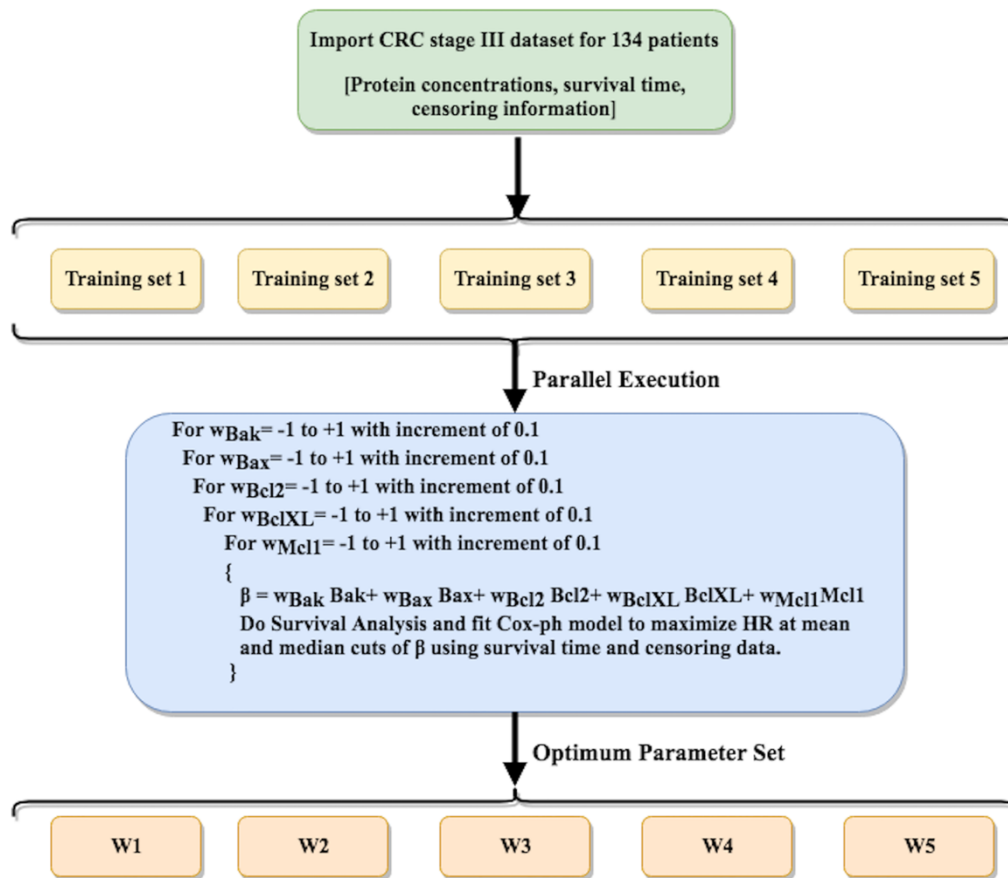 Import CRC stage III dataset for 134 patients
[Protein concentrations, survival time,
censoring information]
Training set 1
Training set 2
Training set 3
Training set 4
Training set 5
Parallel Execution
For wBak= -1 to +1 with increment of 0.1
For wBax= -1 to +1 with increment of 0.1
For wBcl2= -1 to +1 with increment of 0.1
For wBclXL= -1 to +1 with increment of 0.1
For wMcl1= -1 to +1 with increment of 0.1
{
β = wBak Bak+ wBax Bax+ wBcl2 Bcl2+ wBclXL BclXL+ wMcl1Mcl1
Do Survival Analysis and fit Cox-ph model to maximize HR at mean
and median cuts of β using survival time and censoring data.
}
Optimum Parameter Set
W1
W2
W3
W4
W5